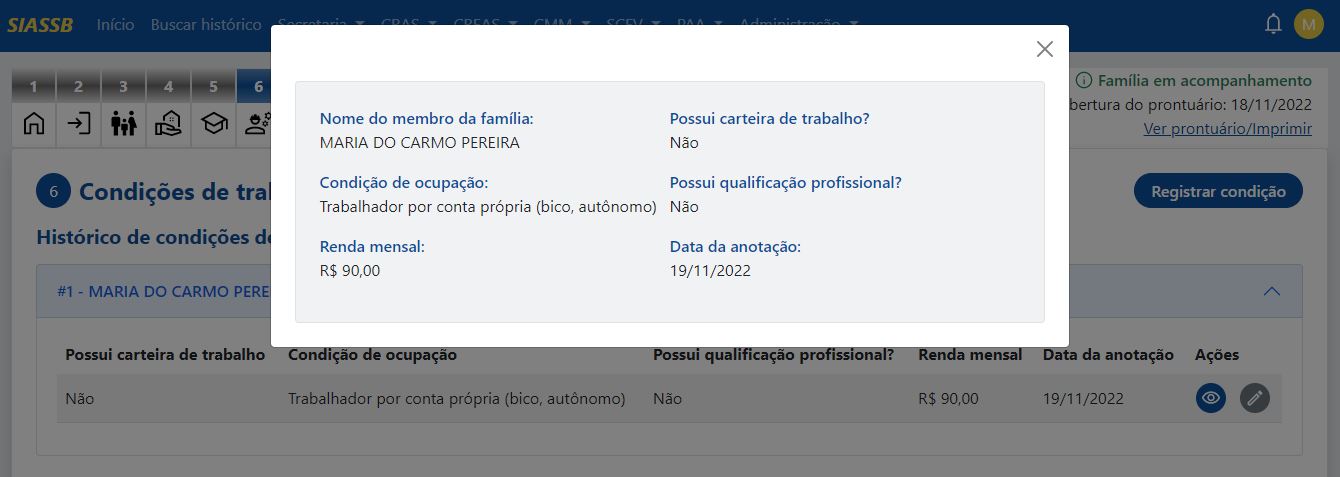 SIASSB Início Buscar histórico Secretaria CRAS CREAS CMM SCFV PAA Administração M
1 2 3 4 5 6
Família em acompanhamento
bertura do prontuário: 18/11/2022
Ver prontuário/Imprimir
Nome do membro da família: Possui carteira de trabalho?
MARIA DO CARMO PEREIRA Não
Condição de ocupação: Possui qualificação profissional?
Trabalhador por conta própria (bico, autônomo) Não
Renda mensal: Data da anotação:
R$ 90,00 19/11/2022
6 Condições de tra
Registrar condição
Histórico de condições d
#1 - MARIA DO CARMO PERE
Possui carteira de trabalho Condição de ocupação Possui qualificação profissional? Renda mensal Data da anotação Ações
Não Trabalhador por conta própria (bico, autônomo) Não R$ 90,00 19/11/2022